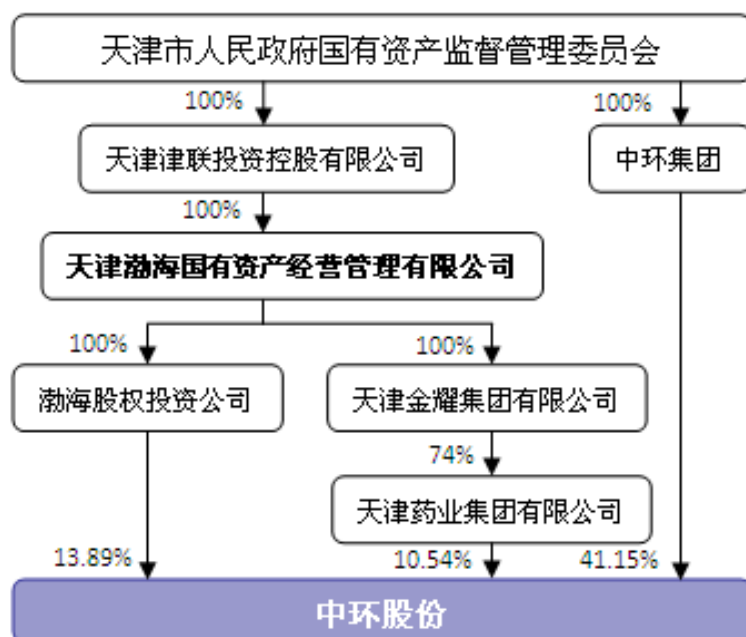 天津市人民政府国有资产监督管理委员会
100%
100%
天津津联投资控股有限公司
中环集团
100%
天津渤海国有资产经营管理有限公司
100%
100%
渤海股权投资公司
天津金耀集团有限公司
74%
天津药业集团有限公司
13.89%
10.54%
41.15%
中环股份